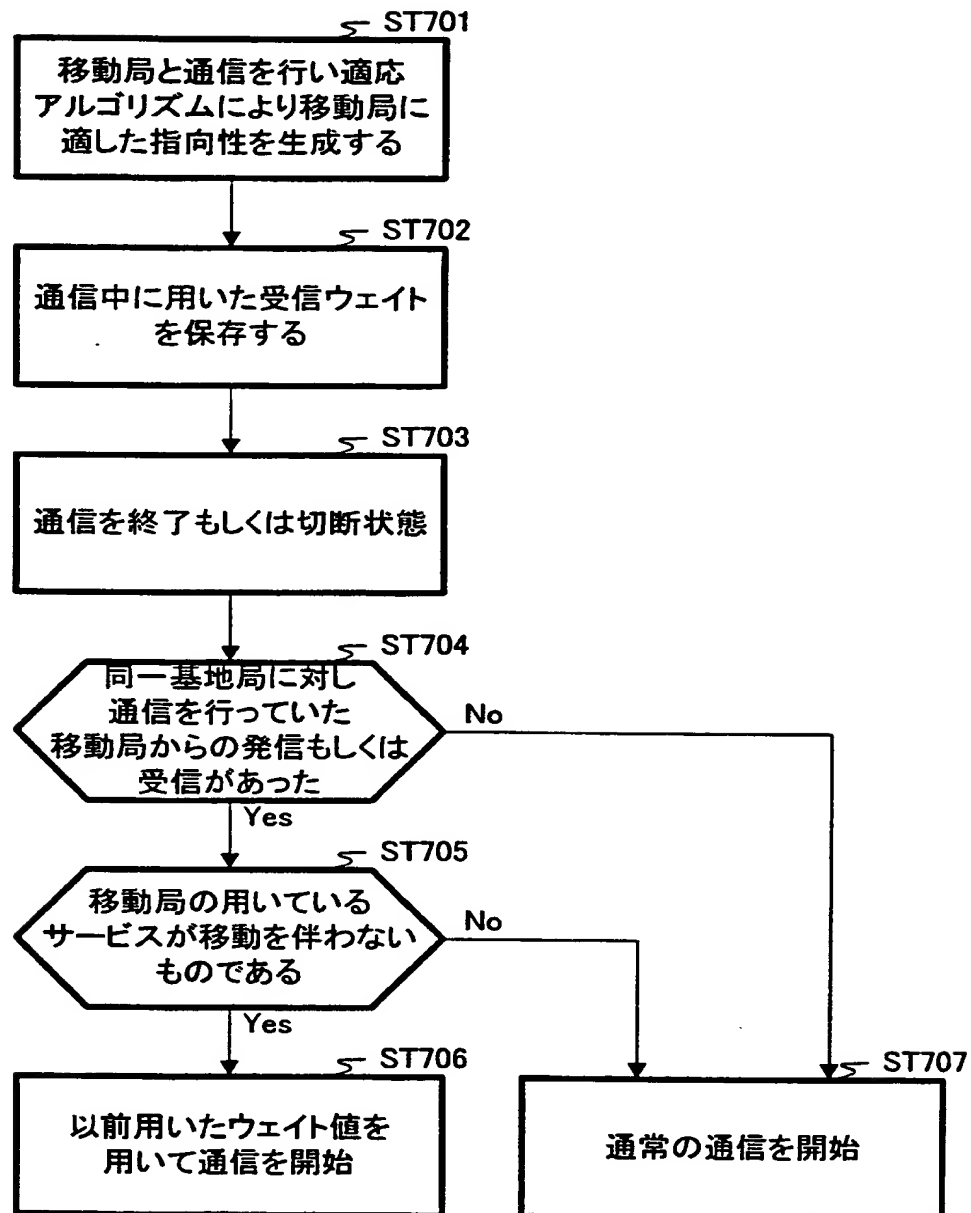 ST701
移動局と通信を行い適応
アルゴリズムにより移動局に
適した指向性を生成する
ST702
通信中に用いた受信ウェイト
を保存する
ST703
通信を終了もしくは切断状態
ST704
同一基地局に対し
通信を行っていた
移動局からの発信もしくは
受信があった
No
Yes
ST705
移動局の用いている
サービスが移動を伴わない
ものである
No
Yes
ST706
以前用いたウェイト値を
用いて通信を開始
ST707
通常の通信を開始